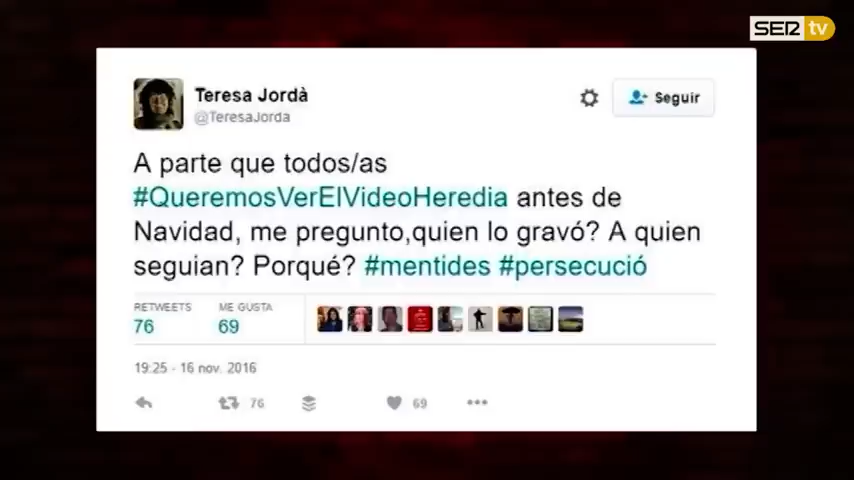 SER tv
Teresa Jordà
@TeresaJorda
Seguir
A parte que todos/as
#QueremosVerElVideoHeredia antes de
Navidad, me pregunto,quien lo gravó? A quien
seguian? Porqué? #mentides #persecució
RETWEETS ME GUSTA
76 69
19:25 - 16 nov. 2016
76 69